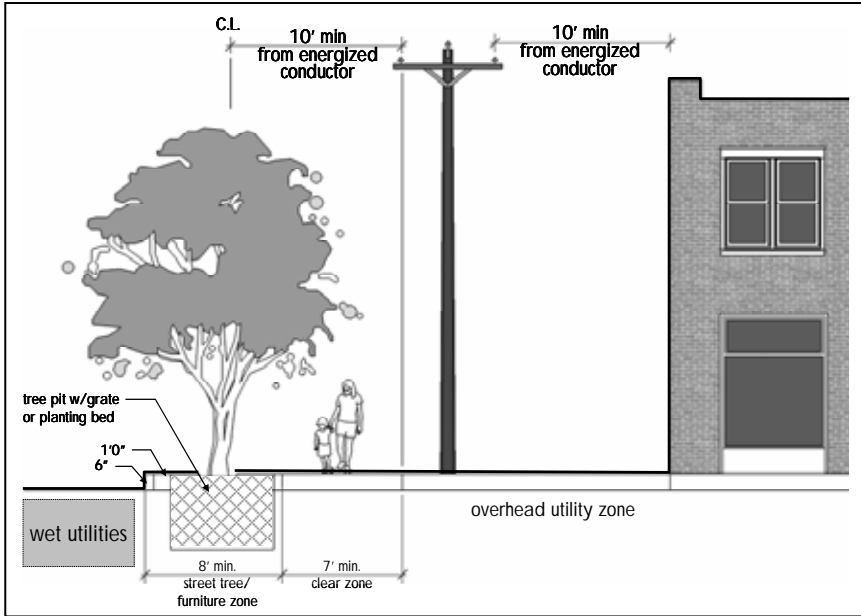 C.L.
10' min
from energized
conductor
10' min
from energized
conductor
tree pit w/grate
or planting bed
1'0"
6"
wet utilities
overhead utility zone
8' min.
street tree/
furniture zone
7' min.
clear zone